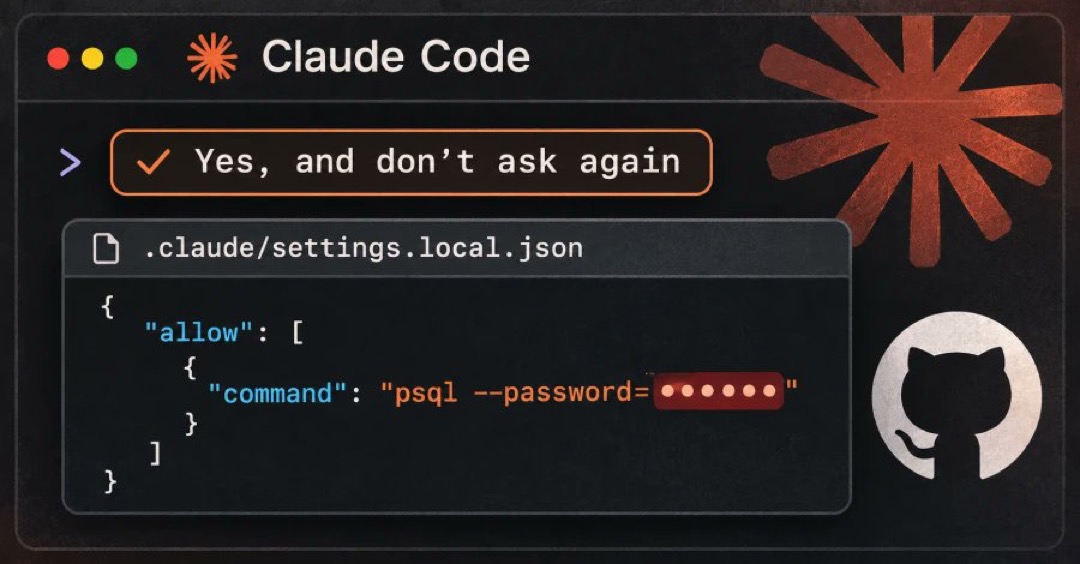 Claude Code
> ✓ Yes, and don’t ask again
.claude/settings.local.json
{
"allow": [
{
"command": "psql --password=••••••"
}
]
}